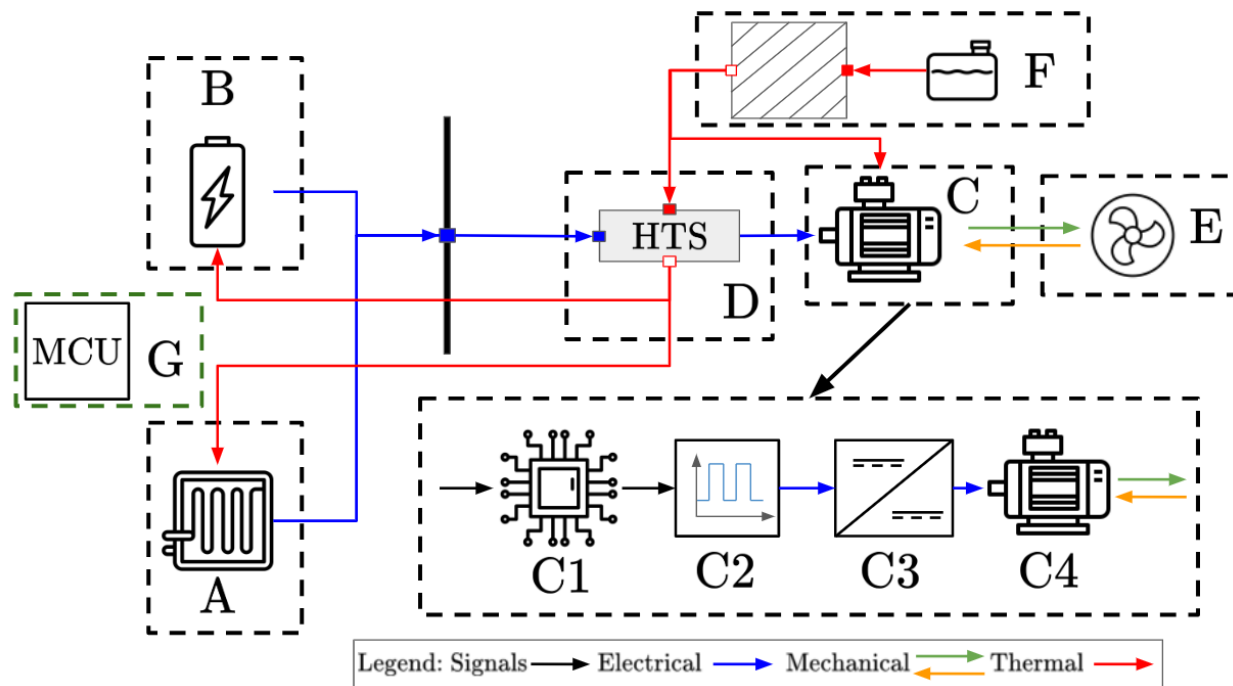 B
F
C
E
HTS
D
MCU
G
A
C1
C2
C3
C4
Legend: Signals Electrical Mechanical Thermal